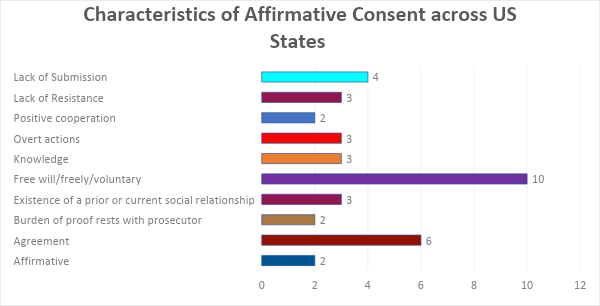 Characteristics of Affirmative Consent across US
States
Lack of Submission 4
Lack of Resistance 3
Positive cooperation 2
Overt actions 3
Knowledge 3
Free will/freely/voluntary 10
Existence of a prior or current social relationship 3
Burden of proof rests with prosecutor 2
Agreement 6
Affirmative 2
0 2 4 6 8 10 12